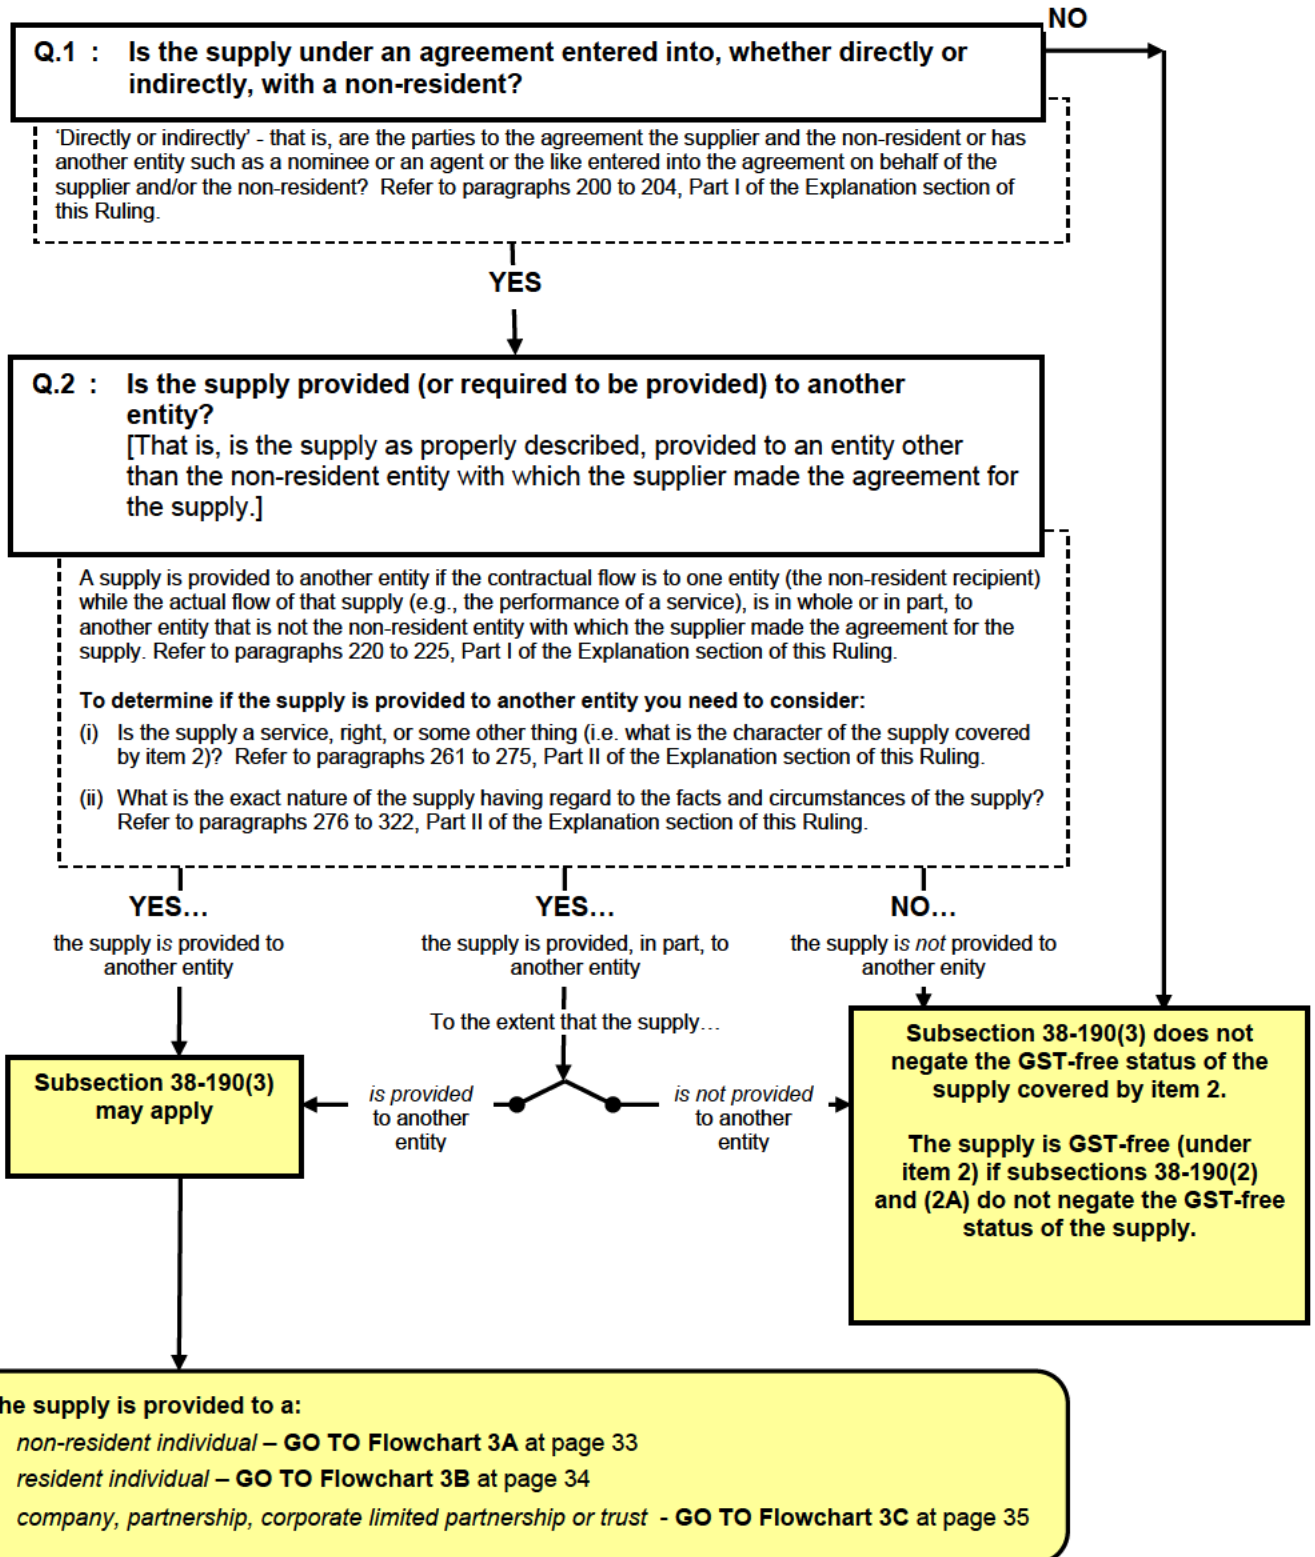 NO
Q.1 : Is the supply under an agreement entered into, whether directly or
indirectly, with a non-resident?
'Directly or indirectly' - that is, are the parties to the agreement the supplier and the non-resident or has
another entity such as a nominee or an agent or the like entered into the agreement on behalf of the
supplier and/or the non-resident? Refer to paragraphs 200 to 204, Part I of the Explanation section of
this Ruling.
YES
Q.2 : Is the supply provided (or required to be provided) to another
entity?
[That is, is the supply as properly described, provided to an entity other
than the non-resident entity with which the supplier made the agreement for
the supply.]
A supply is provided to another entity if the contractual flow is to one entity (the non-resident recipient)
while the actual flow of that supply (e.g., the performance of a service), is in whole or in part, to
another entity that is not the non-resident entity with which the supplier made the agreement for the
supply. Refer to paragraphs 220 to 225, Part I of the Explanation section of this Ruling.
To determine if the supply is provided to another entity you need to consider:
(i) Is the supply a service, right, or some other thing (i.e. what is the character of the supply covered
by item 2)? Refer to paragraphs 261 to 275, Part II of the Explanation section of this Ruling.
(ii) What is the exact nature of the supply having regard to the facts and circumstances of the supply?
Refer to paragraphs 276 to 322, Part II of the Explanation section of this Ruling.
YES...
the supply is provided to
another entity
YES...
the supply is provided, in part, to
another entity
NO...
the supply is not provided to
another enity
To the extent that the supply...
Subsection 38-190(3)
may apply
is provided
to another
entity
is not provided
to another
entity
Subsection 38-190(3) does not
negate the GST-free status of the
supply covered by item 2.
The supply is GST-free (under
item 2) if subsections 38-190(2)
and (2A) do not negate the GST-free
status of the supply.
he supply is provided to a:
non-resident individual – GO TO Flowchart 3A at page 33
resident individual – GO TO Flowchart 3B at page 34
company, partnership, corporate limited partnership or trust - GO TO Flowchart 3C at page 35